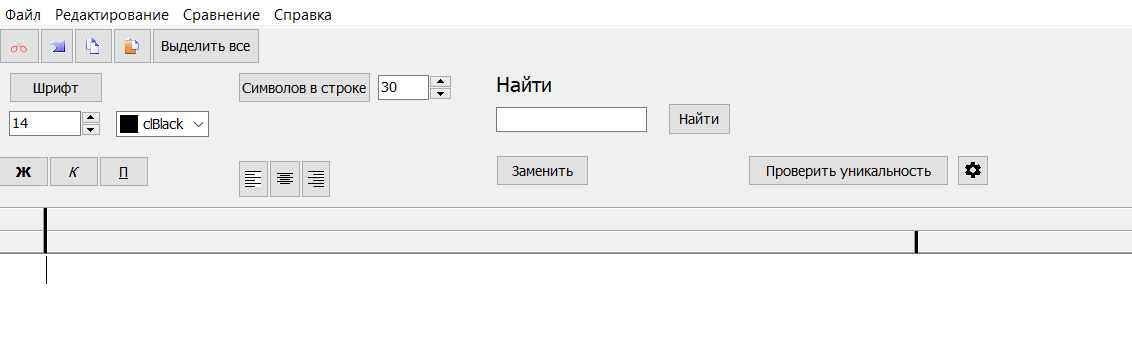 Файл Редактирование Сравнение Справка
Выделить все
Шрифт Символов в строке 30 Найти
14 clBlack Найти
Ж К П Заменить Проверить уникальность